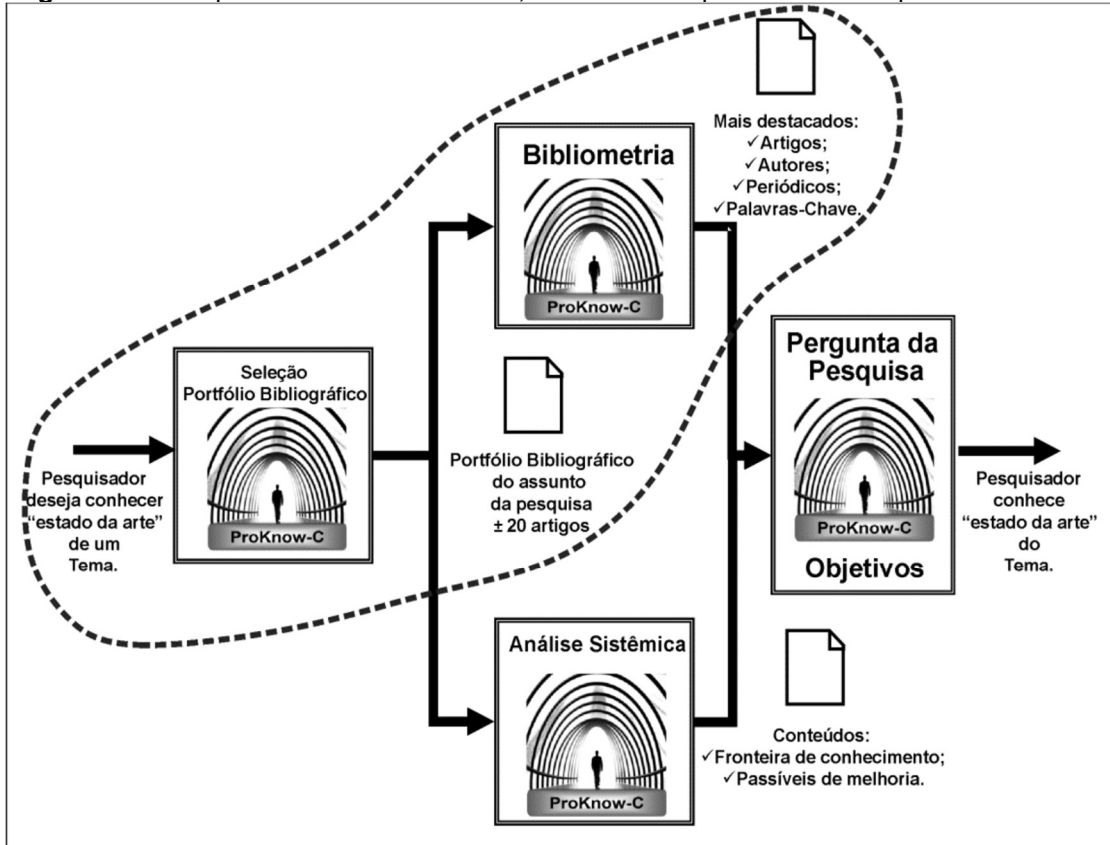 Bibliometria
ProKnow-C
Mais destacados:
✓Artigos;
✓Autores;
✓Periódicos;
✓Palavras-Chave.
Seleção
Portfólio Bibliográfico
ProKnow-C
Pesquisador
deseja conhecer
“estado da arte”
de um
Tema.
Portfólio Bibliográfico
do assunto
da pesquisa
± 20 artigos
Pergunta da
Pesquisa
ProKnow-C
Objetivos
Pesquisador
conhece
“estado da arte”
do
Tema.
Análise Sistêmica
ProKnow-C
Conteúdos:
✓Fronteira de conhecimento;
✓Passíveis de melhoria.